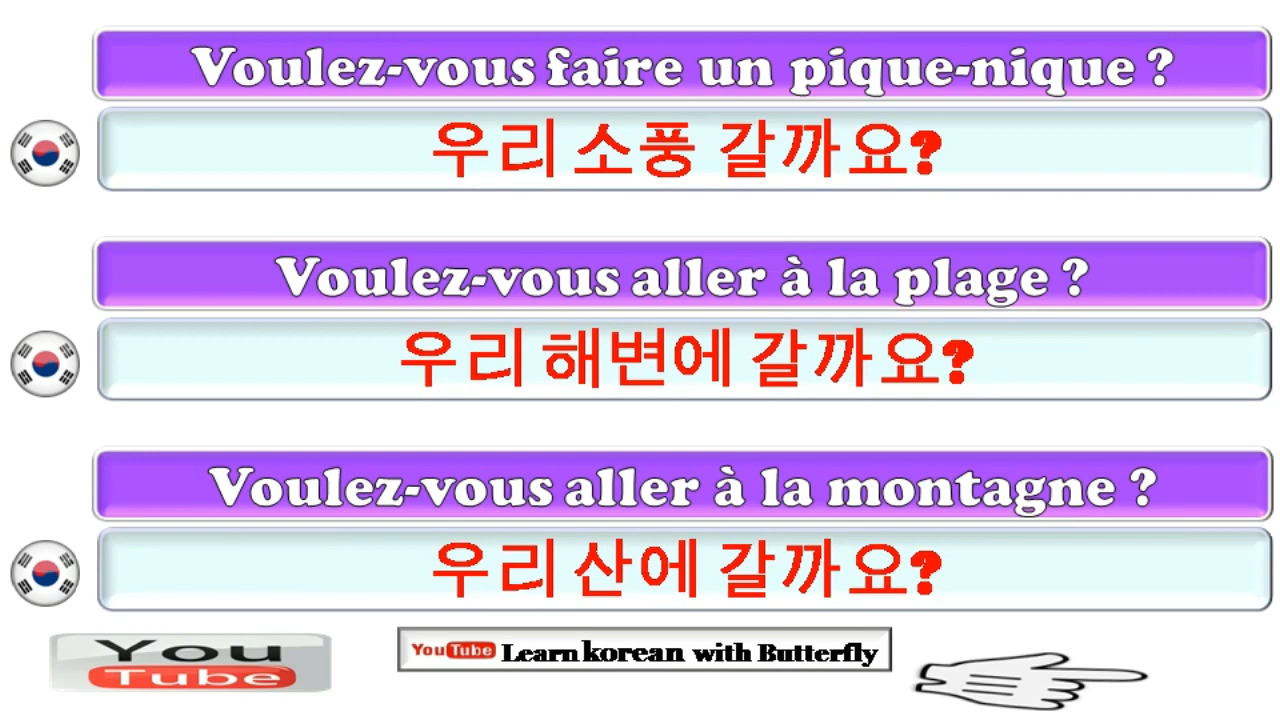 Voulez-vous faire un pique-nique ?
우리 소풍 갈까요?
Voulez-vous aller à la plage ?
우리 해변에 갈까요?
Voulez-vous aller à la montagne ?
우리 산에 갈까요?
You
Tube
YouTube Learn korean with Butterfly